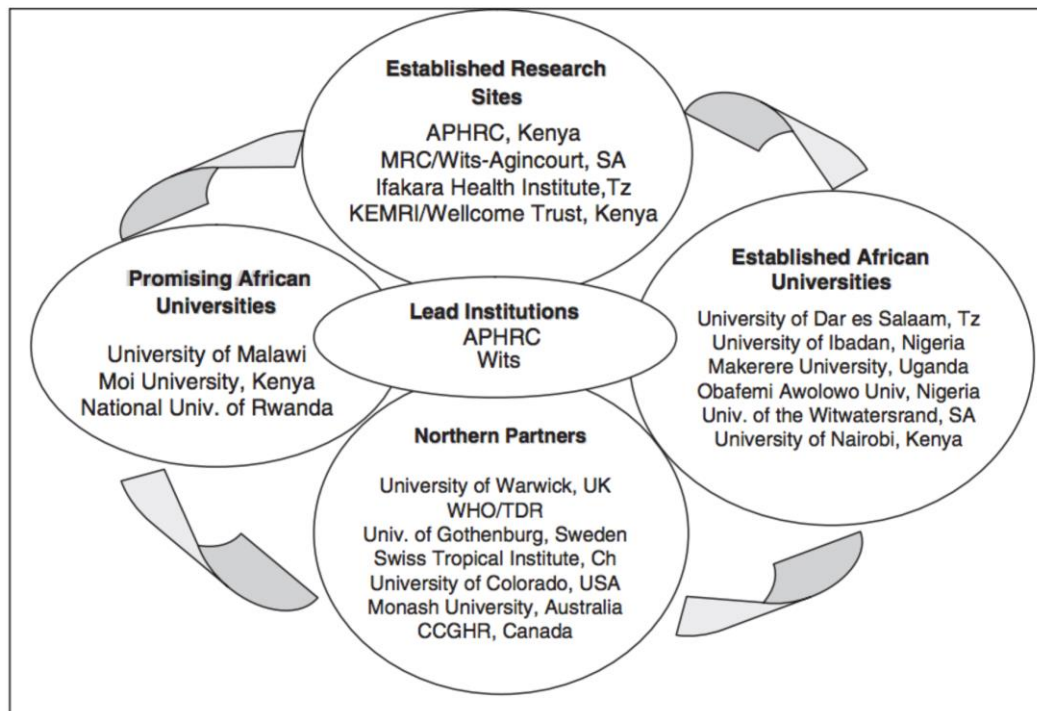 Established Research
Sites
APHRC, Kenya
MRC/Wits-Agincourt, SA
Ifakara Health Institute,Tz
KEMRI/Wellcome Trust, Kenya
Promising African
Universities
University of Malawi
Moi University, Kenya
National Univ. of Rwanda
Lead Institutions
APHRC
Wits
Established African
Universities
University of Dar es Salaam, Tz
University of Ibadan, Nigeria
Makerere University, Uganda
Obafemi Awolowo Univ, Nigeria
Univ. of the Witwatersrand, SA
University of Nairobi, Kenya
Northern Partners
University of Warwick, UK
WHO/TDR
Univ. of Gothenburg, Sweden
Swiss Tropical Institute, Ch
University of Colorado, USA
Monash University, Australia
CCGHR, Canada